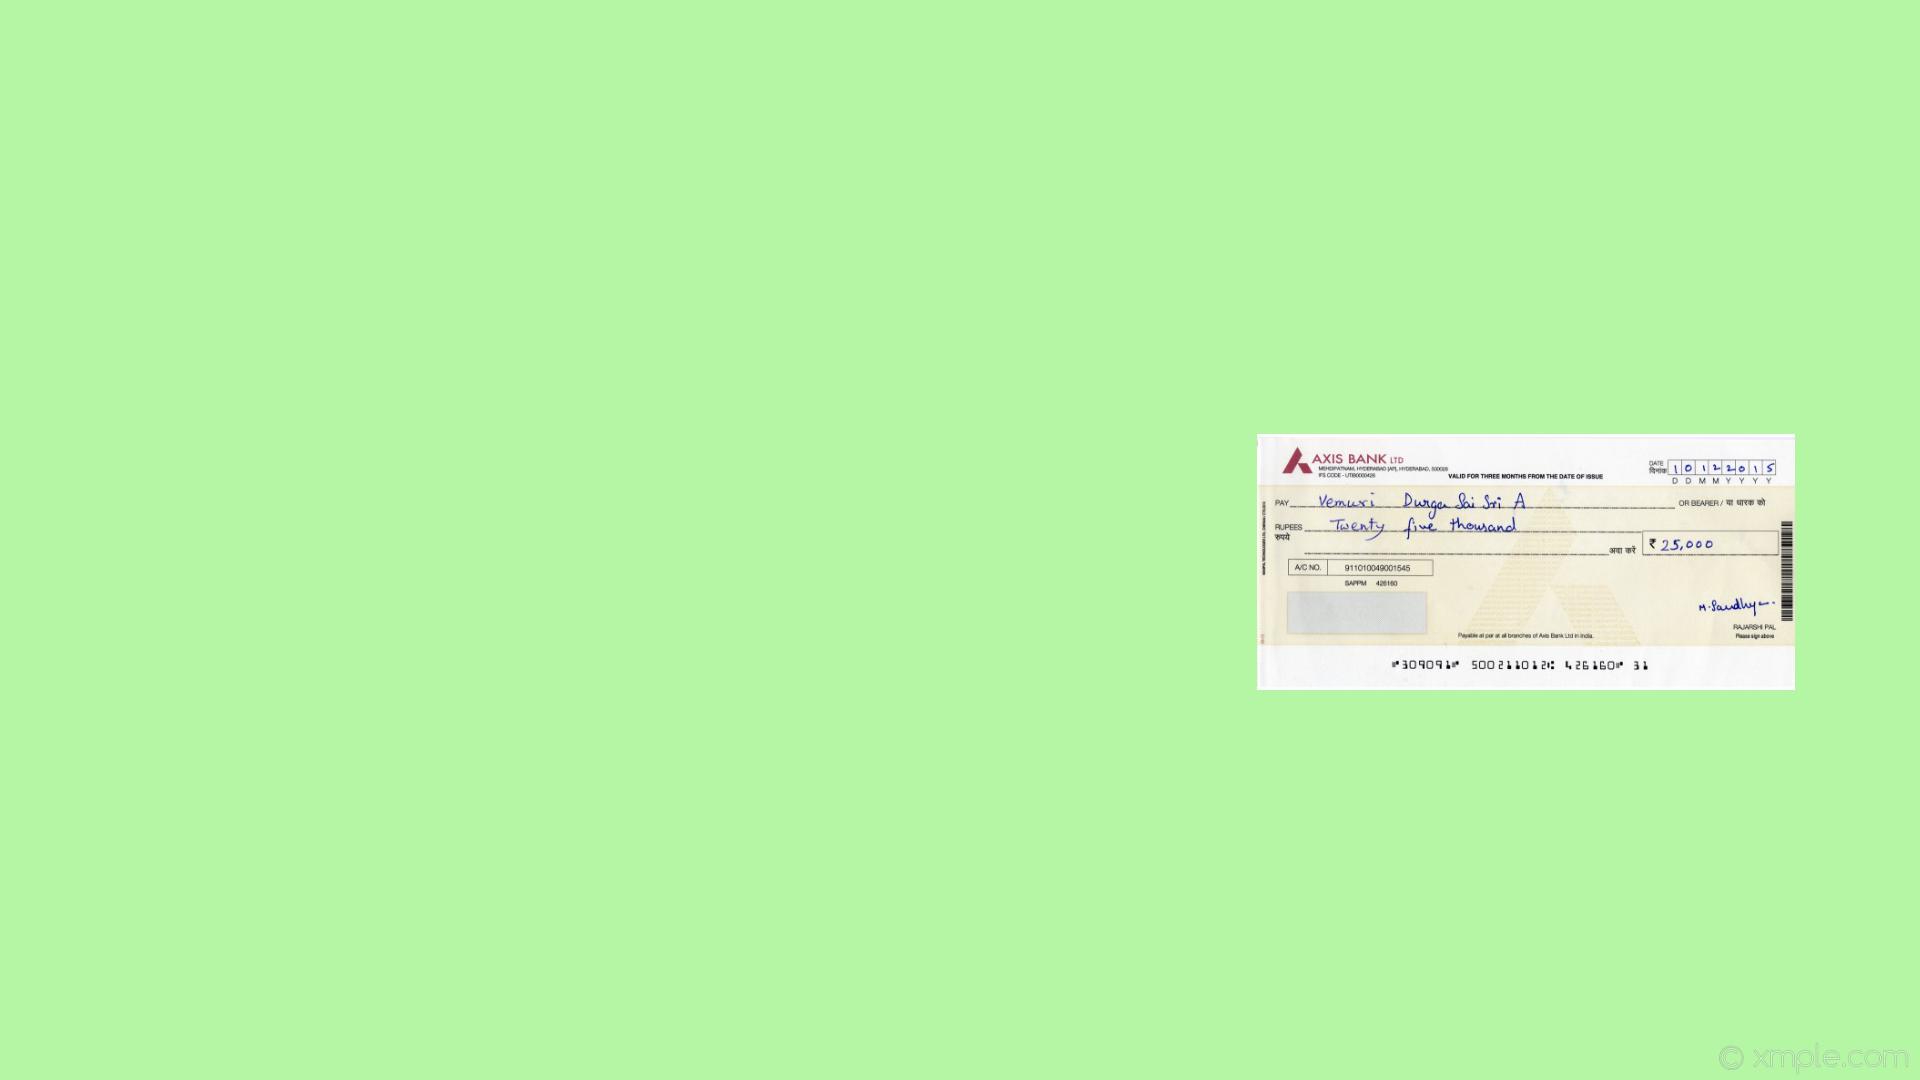 AXIS BANK LTD
MEHDIPATNAM, HYDERABAD [AP], HYDERABAD, 500028
IFS CODE - UTIB0000426
VALID FOR THREE MONTHS FROM THE DATE OF ISSUE
DATE 1 0 1 2 2 0 1 5
दिनांक D D M M Y Y Y Y
PAY Vemuri Durga Sai Sri A OR BEARER / या धारक को
RUPEES Twenty five thousand
रुपये अदा करें ₹ 25,000
A/C NO. 911010049001545
SAPPM 426160
M. Sandhya
RAJARSHI PAL
Please sign above
Payable at par at all branches of Axis Bank Ltd in India.
⑈309091⑈ 500211012⑆ 426160⑈ 31
© xmple.com